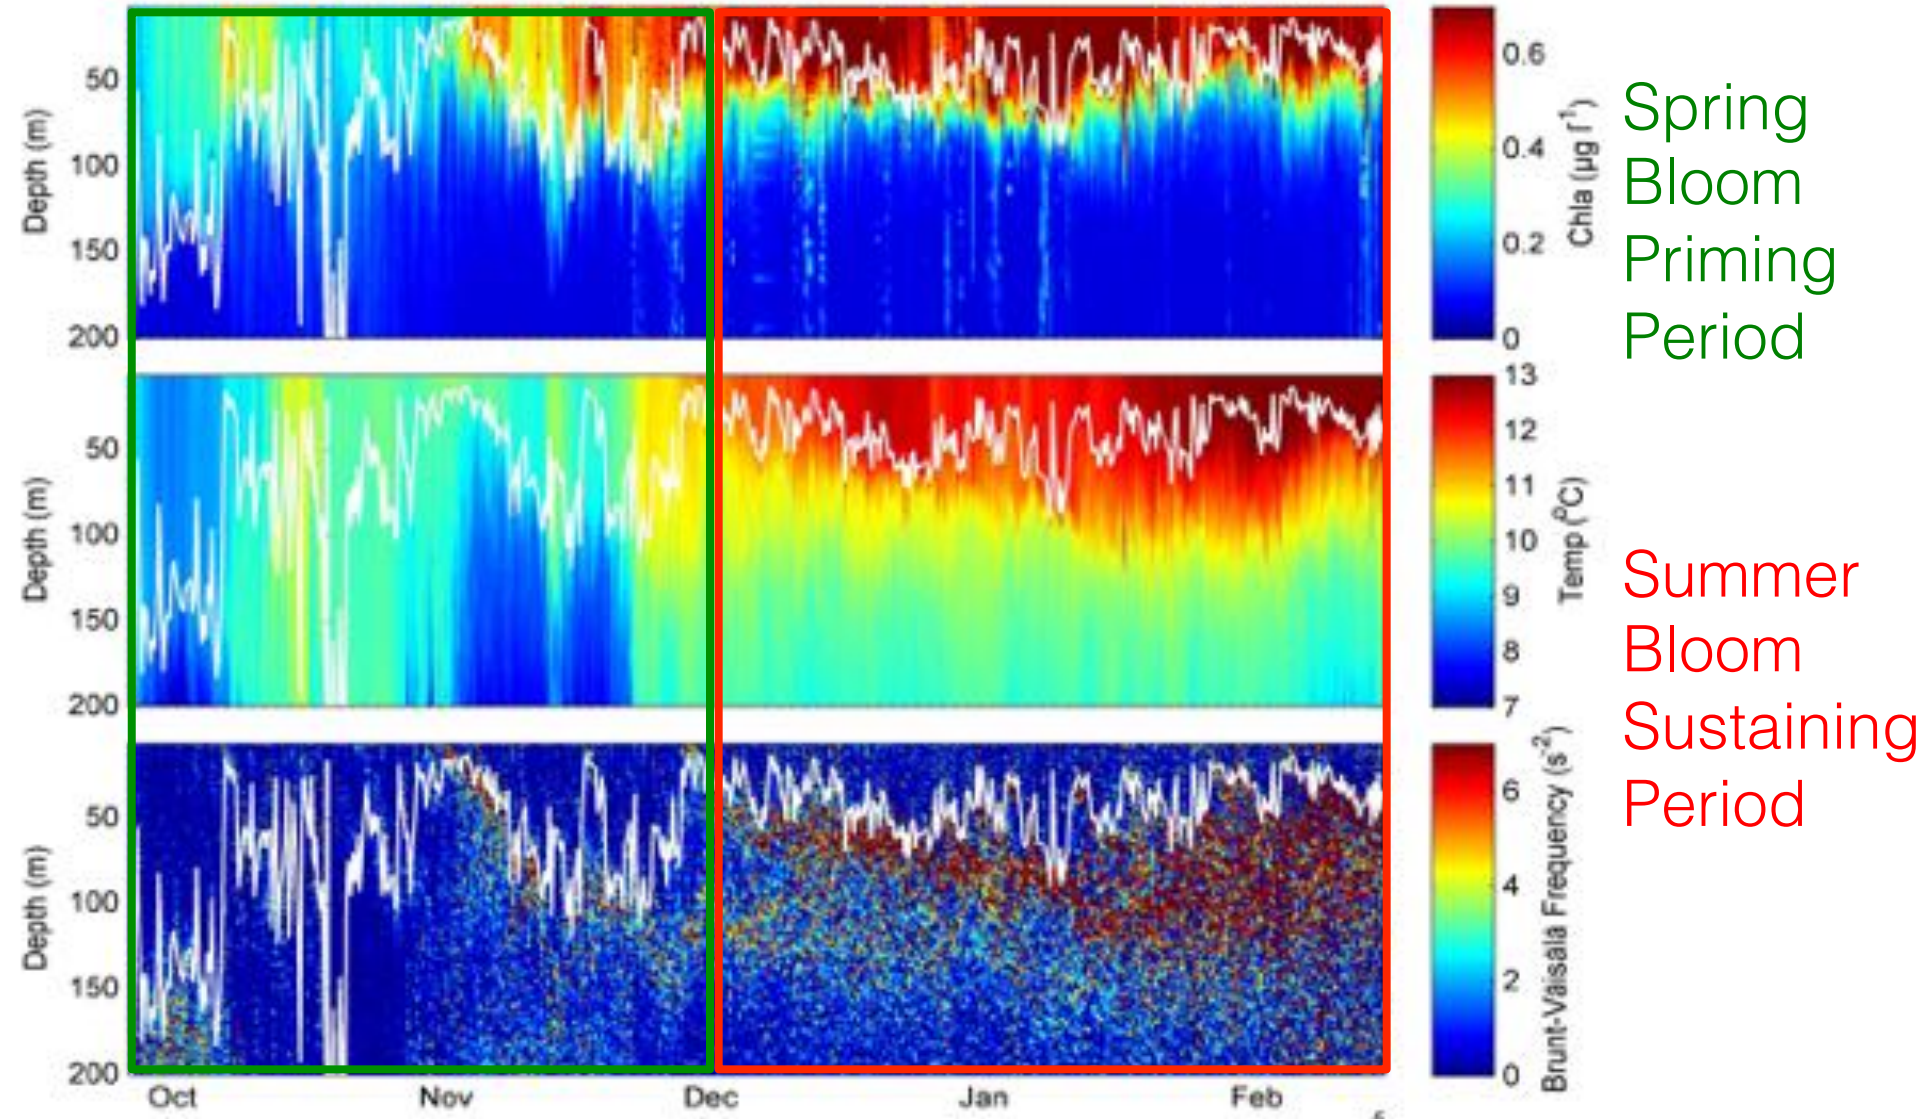 50
100
150
200
Depth (m)
0.6
0.4
0.2
0
Chla (µg l⁻¹)
Spring
Bloom
Priming
Period
50
100
150
200
Depth (m)
13
12
11
10
9
8
7
Temp (⁰C)
Summer
Bloom
Sustaining
Period
50
100
150
200
Depth (m)
6
4
2
0
Brunt-Väisälä Frequency (s⁻²)
Oct Nov Dec Jan Feb